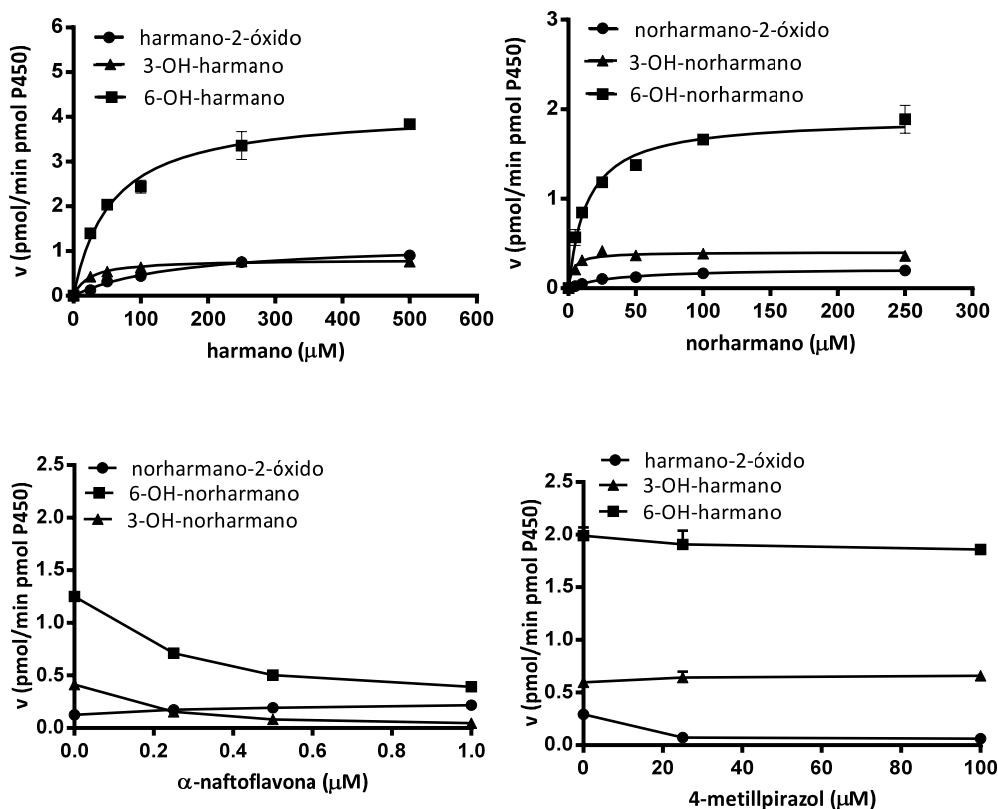 v (pmol/min pmol P450)
6
5
4
3
2
1
0
harmano-2-óxido
3-OH-harmano
6-OH-harmano
0 100 200 300 400 500 600
harmano (µM)
v (pmol/min pmol P450)
3
2
1
0
norharmano-2-óxido
3-OH-norharmano
6-OH-norharmano
0 50 100 150 200 250 300
norharmano (µM)
v (pmol/min pmol P450)
2.5
2.0
1.5
1.0
0.5
0.0
norharmano-2-óxido
6-OH-norharmano
3-OH-norharmano
0.0 0.2 0.4 0.6 0.8 1.0
α-naftoflavona (µM)
v (pmol/min pmol P450)
2.5
2.0
1.5
1.0
0.5
0.0
harmano-2-óxido
3-OH-harmano
6-OH-harmano
0 20 40 60 80 100
4-metillpirazol (µM)